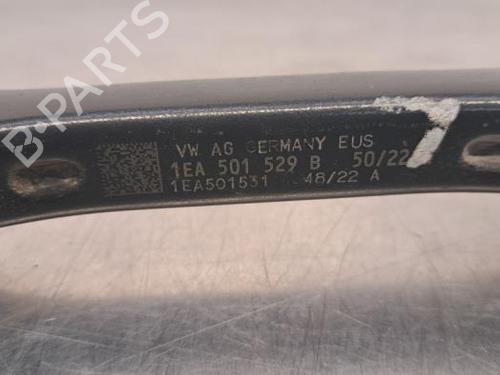 B-PARTS
VW AG GERMANY EUS
1EA 501 529 B 50/22
1EA501531 48/22 A